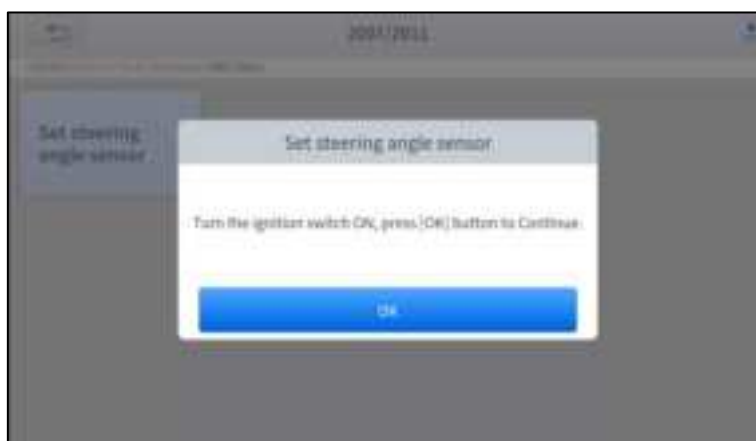 2007/2011
Set steering
angle sensor
Set steering angle sensor
Turn the ignition switch ON, press [OK] button to Continue.
OK